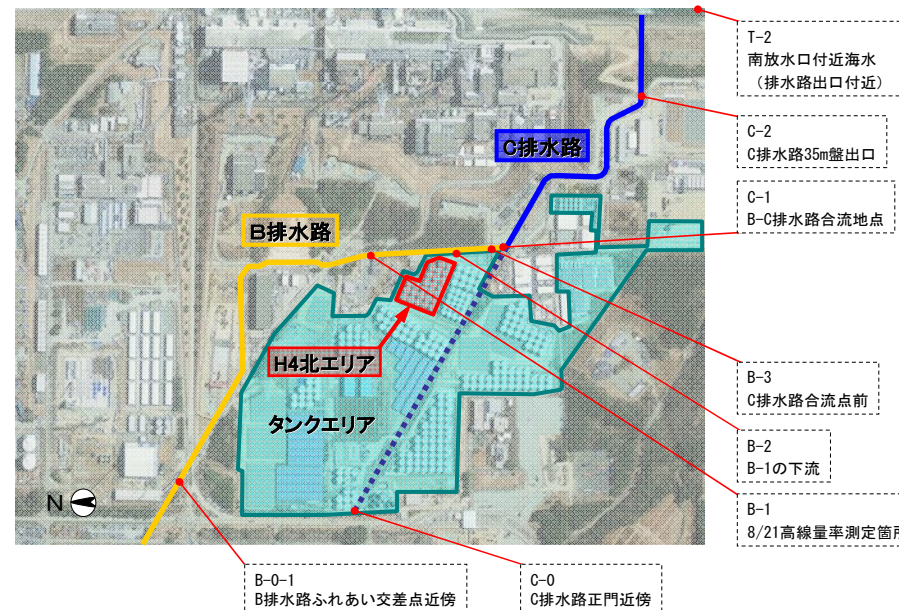 T-2
南放水口付近海水
（排水路出口付近）
C-2
C排水路35m盤出口
C排水路
C-1
B-C排水路合流地点
B排水路
H4北エリア
タンクエリア
B-3
C排水路合流点前
B-2
B-1の下流
B-1
8/21高線量率測定箇所
N
B-0-1
B排水路ふれあい交差点近傍
C-0
C排水路正門近傍